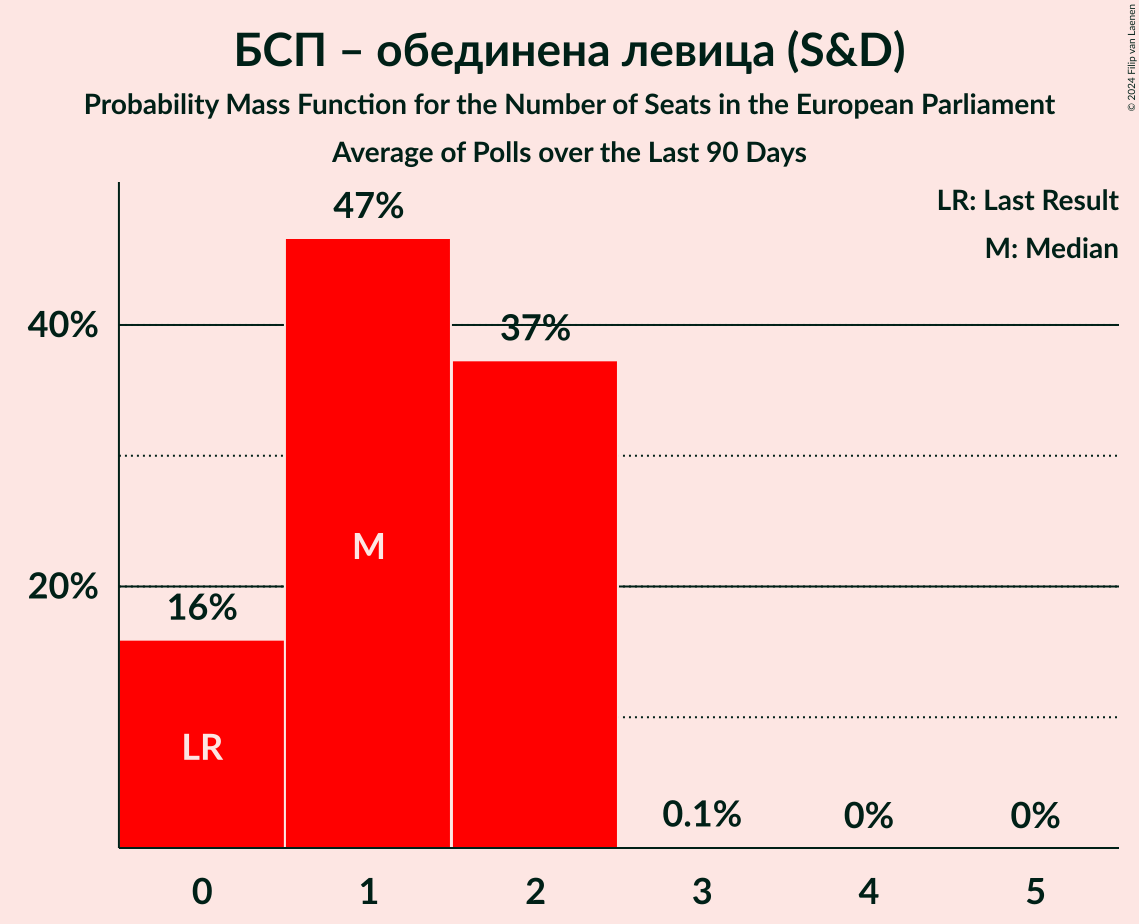 БСП – обединена левица (S&D)
Probability Mass Function for the Number of Seats in the European Parliament
Average of Polls over the Last 90 Days
© 2024 Filip van Laenen
LR: Last Result
M: Median
47%
40%
37%
M
20%
16%
LR
0.1%
0%
0%
0
1
2
3
4
5